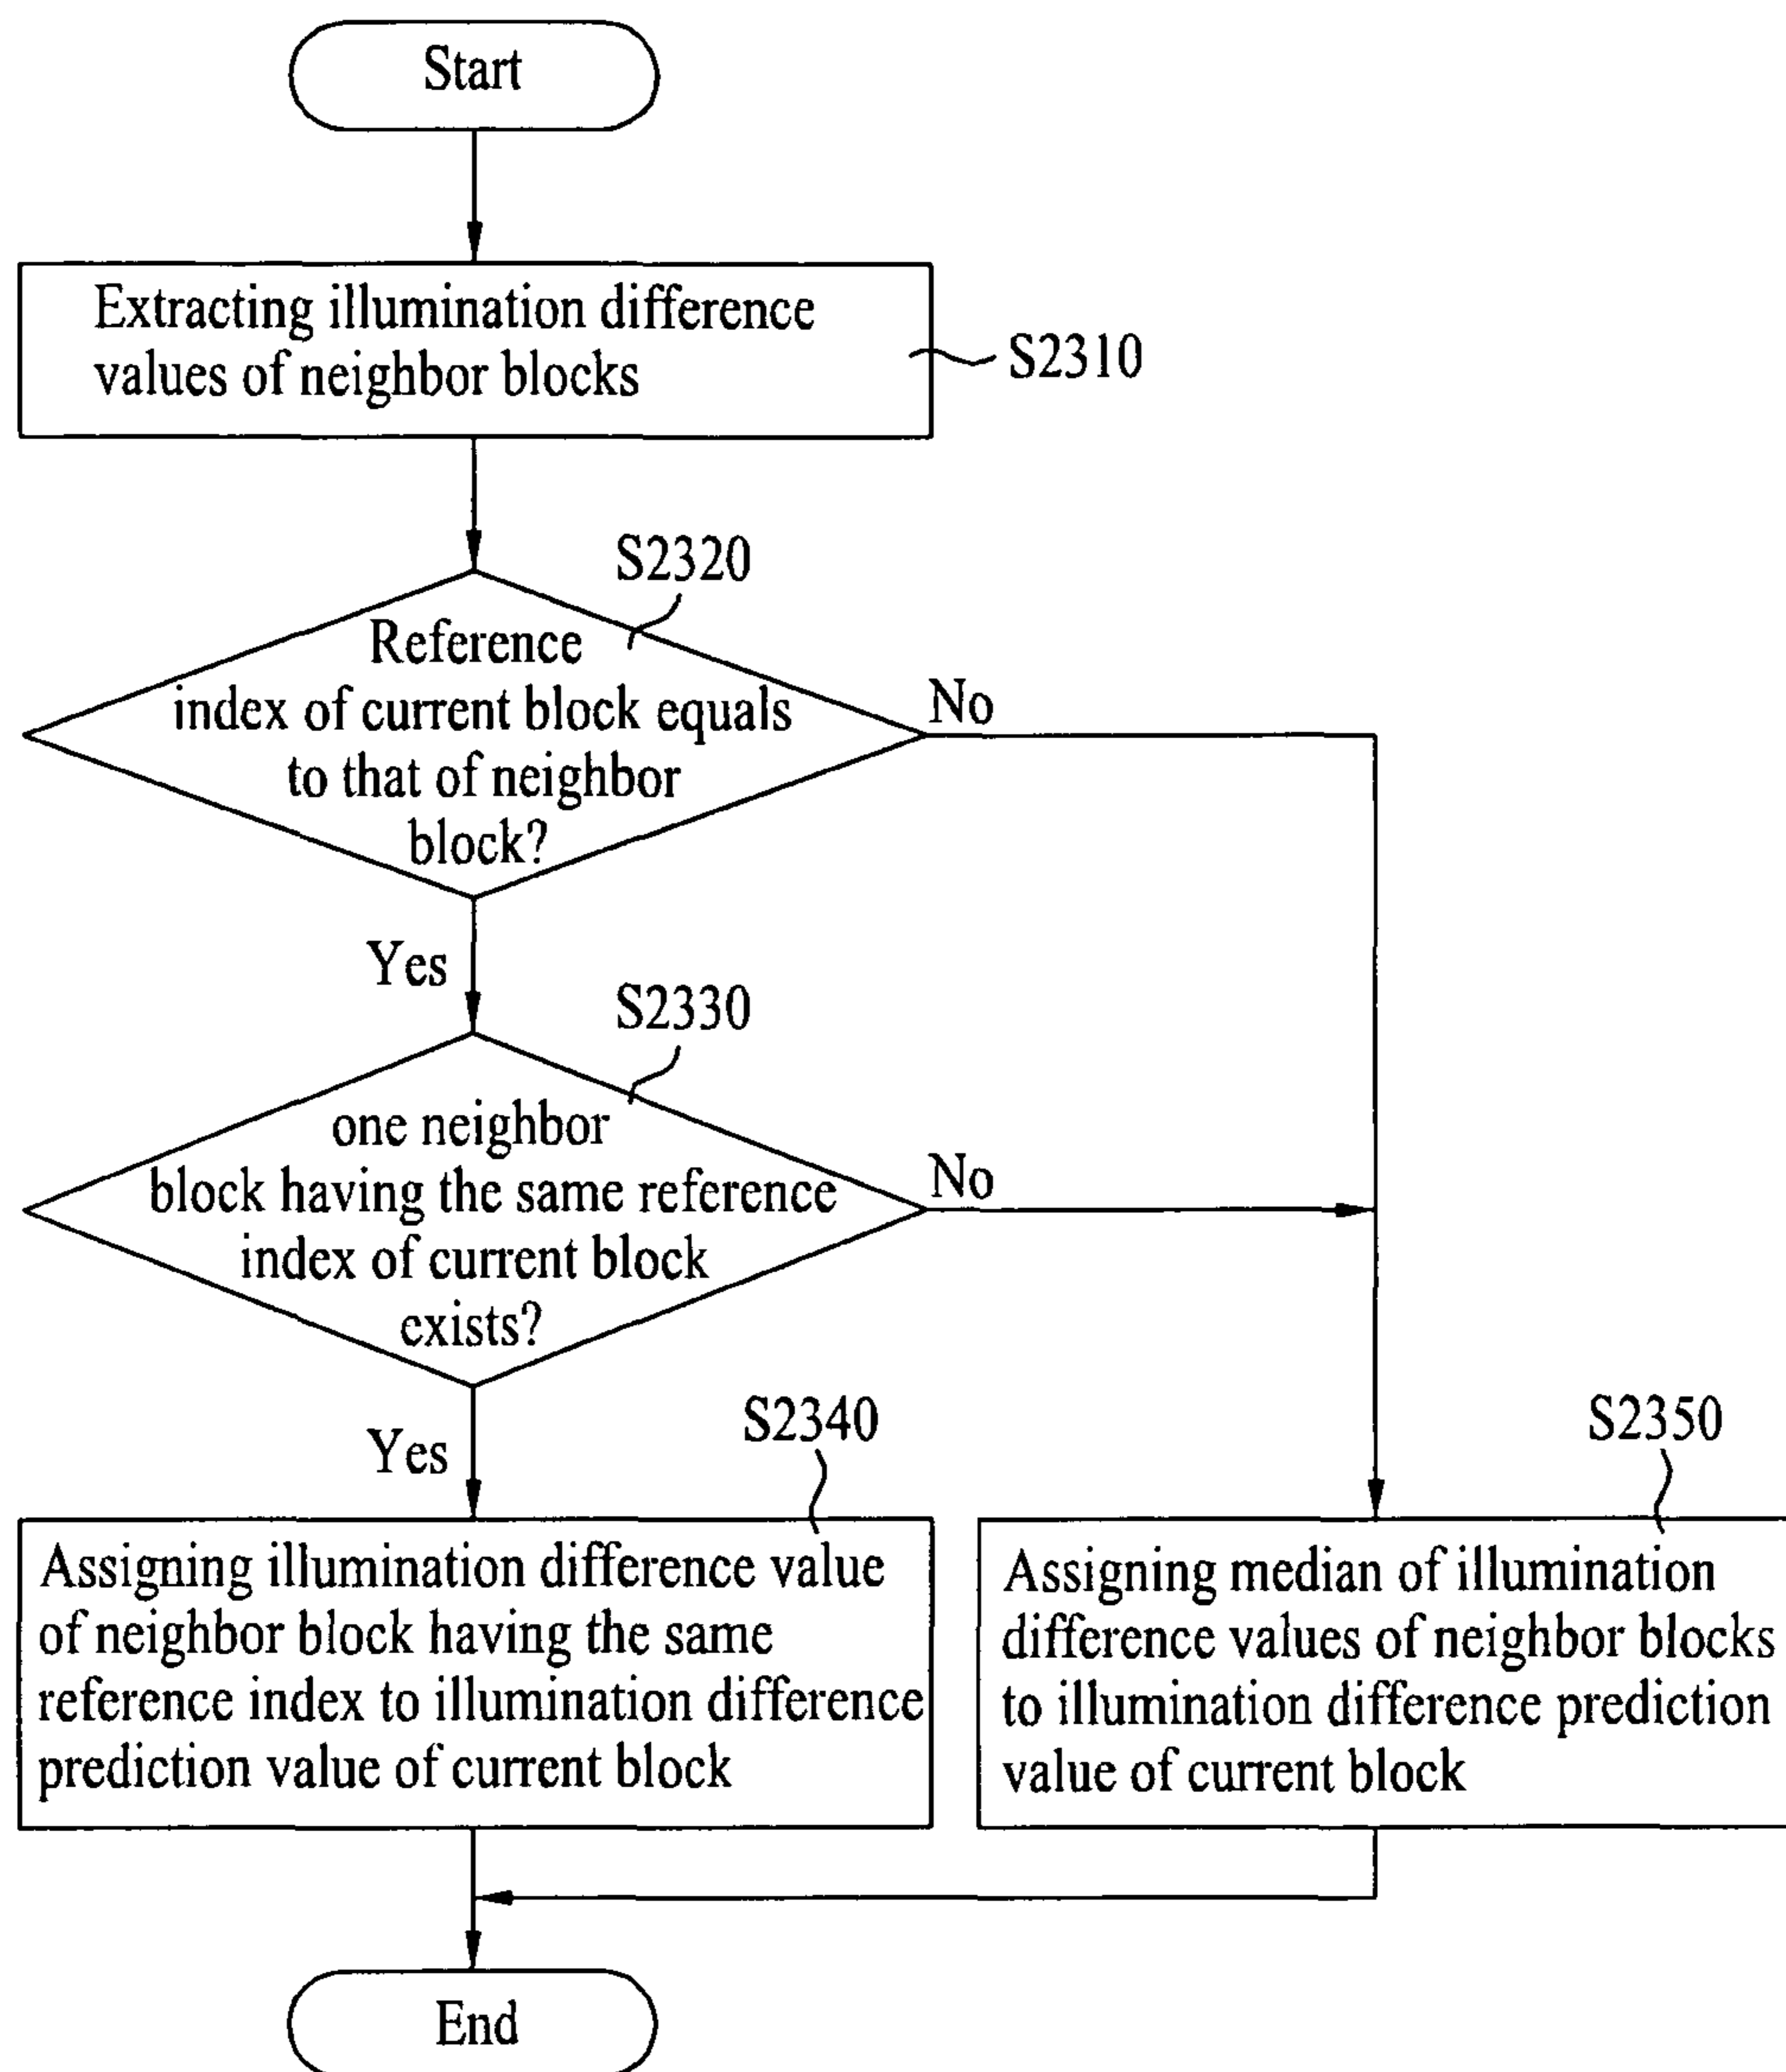 Start
Extracting illumination difference
values of neighbor blocks
S2310
S2320
Reference
index of current block equals
to that of neighbor
block?
No
Yes
S2330
one neighbor
block having the same reference
index of current block
exists?
No
Yes
S2340
Assigning illumination difference value
of neighbor block having the same
reference index to illumination difference
prediction value of current block
S2350
Assigning median of illumination
difference values of neighbor blocks
to illumination difference prediction
value of current block
End